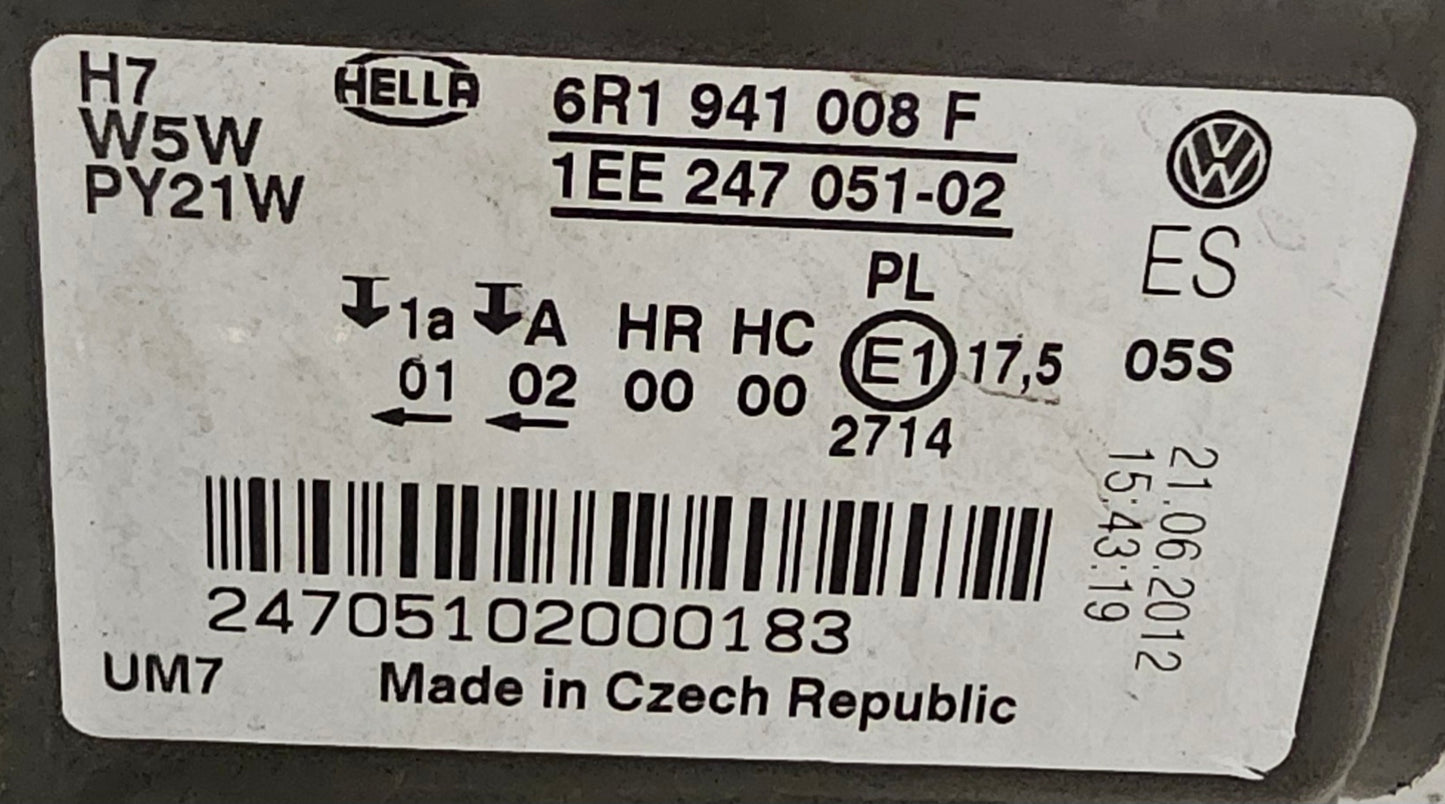 H7
W5W
PY21W
HELLA
6R1 941 008 F
1EE 247 051-02
ES
PL
1a A HR HC E1 17,5 05S
01 02 00 00
2714
21.06.2012
15:43:19
24705102000183
UM7
Made in Czech Republic